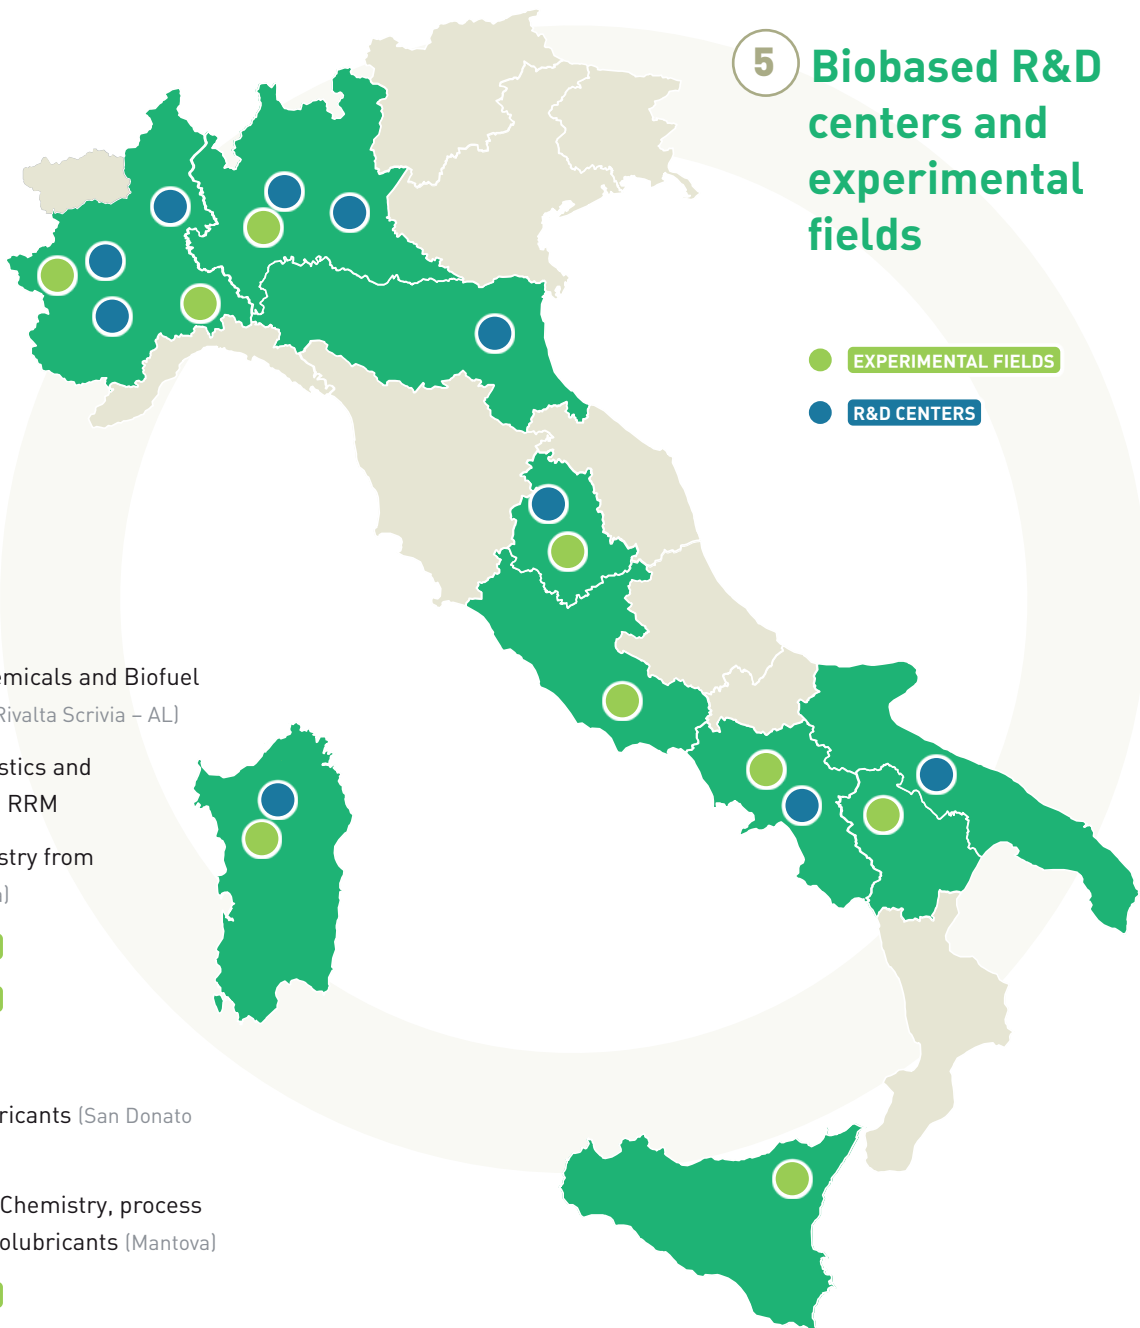 5 Biobased R&D
centers and
experimental
fields
EXPERIMENTAL FIELDS
R&D CENTERS
emicals and Biofuel
Rivalta Scrivia – AL)
stics and
RRM
stry from
)
ricants (San Donato
Chemistry, process
olubricants (Mantova)